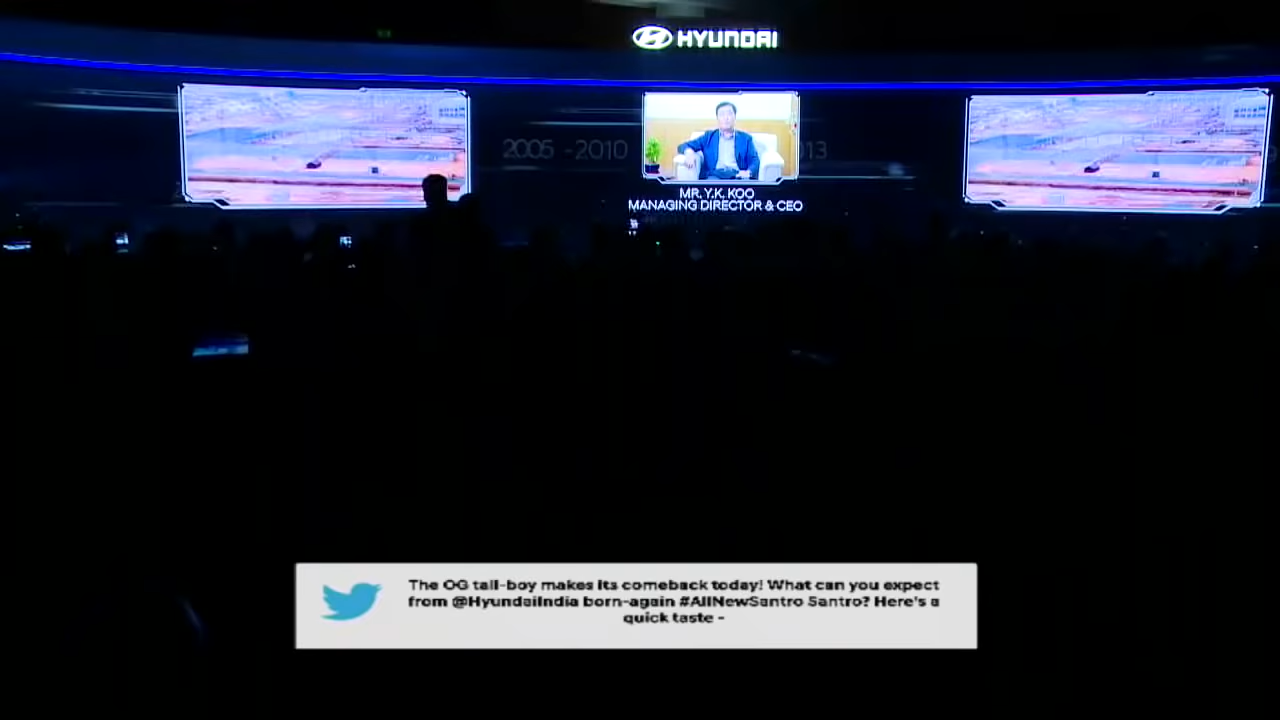 HYUNDAI
2005 - 2010
13
MR. Y.K. KOO
MANAGING DIRECTOR & CEO
The OG tall-boy makes its comeback today! What can you expect
from @HyundaiIndia born-again #AllNewSantro Santro? Here's a
quick taste -